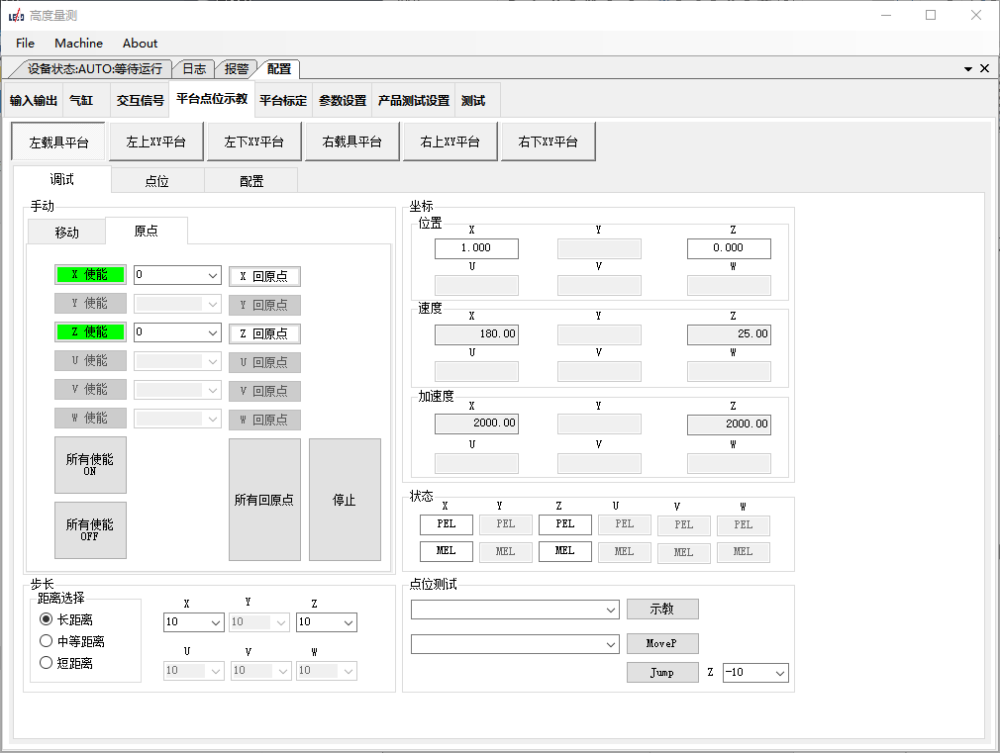 LEAD 高度量测
File Machine About
设备状态:AUTO:等待运行 日志 报警 配置
输入输出 气缸 交互信号 平台点位示教 平台标定 参数设置 产品测试设置 测试
左载具平台 左上XY平台 左下XY平台 右载具平台 右上XY平台 右下XY平台
调试 点位 配置
手动
移动 原点
X 使能 0 X 回原点
Y 使能 Y 回原点
Z 使能 0 Z 回原点
U 使能 U 回原点
V 使能 V 回原点
W 使能 W 回原点
所有使能
ON
所有使能
OFF
所有回原点 停止
步长
距离选择
长距离
中等距离
短距离
X Y Z
10 10 10
U V W
10 10 10
坐标
位置
X Y Z
1.000 0.000
U V W
速度
X Y Z
180.00 25.00
U V W
加速度
X Y Z
2000.00 2000.00
U V W
状态
X Y Z U V W
PEL PEL PEL PEL PEL PEL
MEL MEL MEL MEL MEL MEL
点位测试
示教
MoveP
Jump Z -10